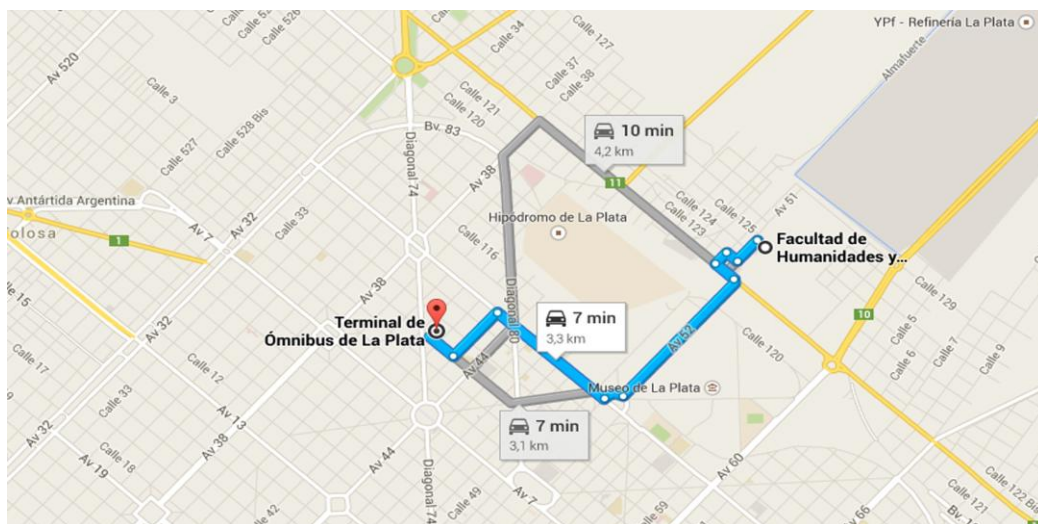 YPf - Refinería La Plata
Calle 34
Calle 127
Av 520
Calle 3
Calle 528 Bis
Calle 121
Calle 120
Calle 37
Calle 38
Almafuerte
Calle 527
Bv. 83
Diagonal 74
Av 38
10 min
4,2 km
11
v Antártida Argentina
Av 7
Av 32
Calle 33
Calle 124
Calle 125
Calle 123
Av 51
Tolosa
1
Hipódromo de La Plata
Calle 116
Facultad de
Humanidades y...
Calle 15
Av 38
Diagonal 80
Calle 129
Terminal de
Ómnibus de La Plata
7 min
3,3 km
10
Av 32
Av 44
Av 52
Calle 120
Calle 5
Calle 6
Calle 7
Calle 9
Calle 17
Calle 12
Museo de La Plata
Calle 33
Av 13
7 min
3,1 km
Av 32
Av 38
Calle 18
Av 19
Av 44
Diagonal 74
Calle 49
Av 7
Av 60
Calle 59
Calle 42
Av 66
Calle 121
Calle 122 Bis